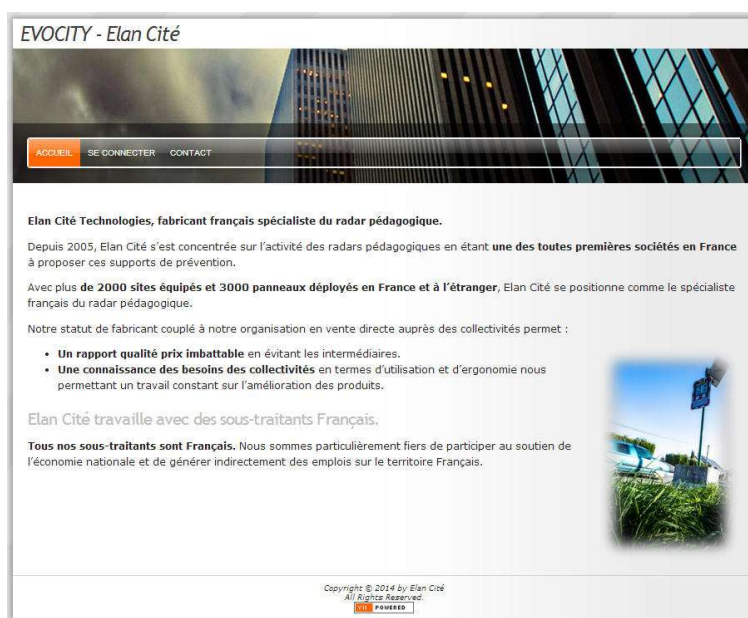 EVOCITY - Elan Cité
ACCUEIL SE CONNECTER CONTACT
Elan Cité Technologies, fabricant français spécialiste du radar pédagogique.
Depuis 2005, Elan Cité s'est concentrée sur l'activité des radars pédagogiques en étant une des toutes premières sociétés en France
à proposer ces supports de prévention.
Avec plus de 2000 sites équipés et 3000 panneaux déployés en France et à l'étranger, Elan Cité se positionne comme le spécialiste
français du radar pédagogique.
Notre statut de fabricant couplé à notre organisation en vente directe auprès des collectivités permet :
• Un rapport qualité prix imbattable en évitant les intermédiaires.
• Une connaissance des besoins des collectivités en termes d'utilisation et d'ergonomie nous
permettant un travail constant sur l'amélioration des produits.
Elan Cité travaille avec des sous-traitants Français.
Tous nos sous-traitants sont Français. Nous sommes particulièrement fiers de participer au soutien de
l'économie nationale et de générer indirectement des emplois sur le territoire Français.
Copyright © 2014 by Elan Cité
All Rights Reserved.
YII POWERED